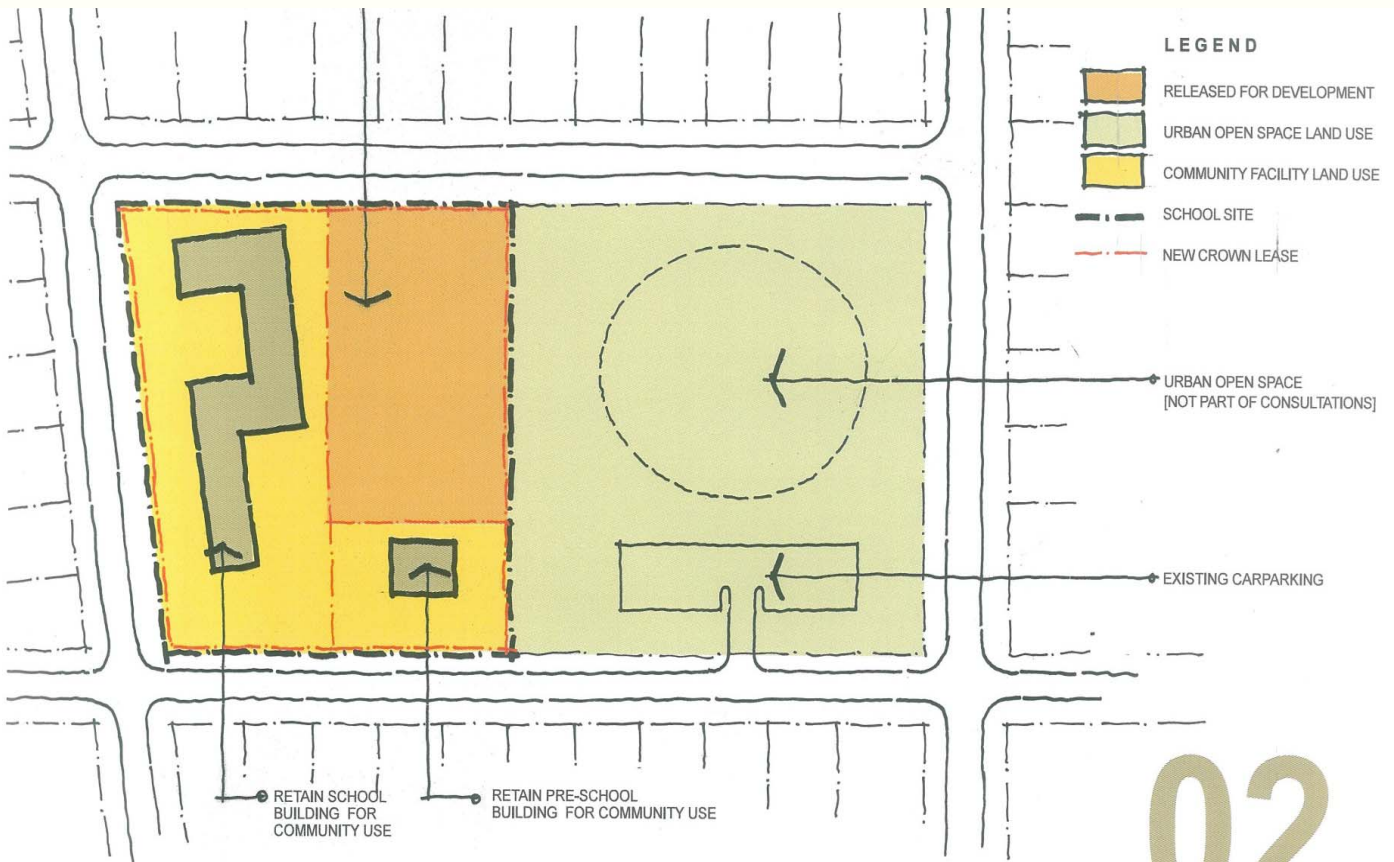 LEGEND
RELEASED FOR DEVELOPMENT
URBAN OPEN SPACE LAND USE
COMMUNITY FACILITY LAND USE
SCHOOL SITE
NEW CROWN LEASE
URBAN OPEN SPACE
[NOT PART OF CONSULTATIONS]
EXISTING CARPARKING
RETAIN SCHOOL
BUILDING FOR
COMMUNITY USE
RETAIN PRE-SCHOOL
BUILDING FOR COMMUNITY USE
02